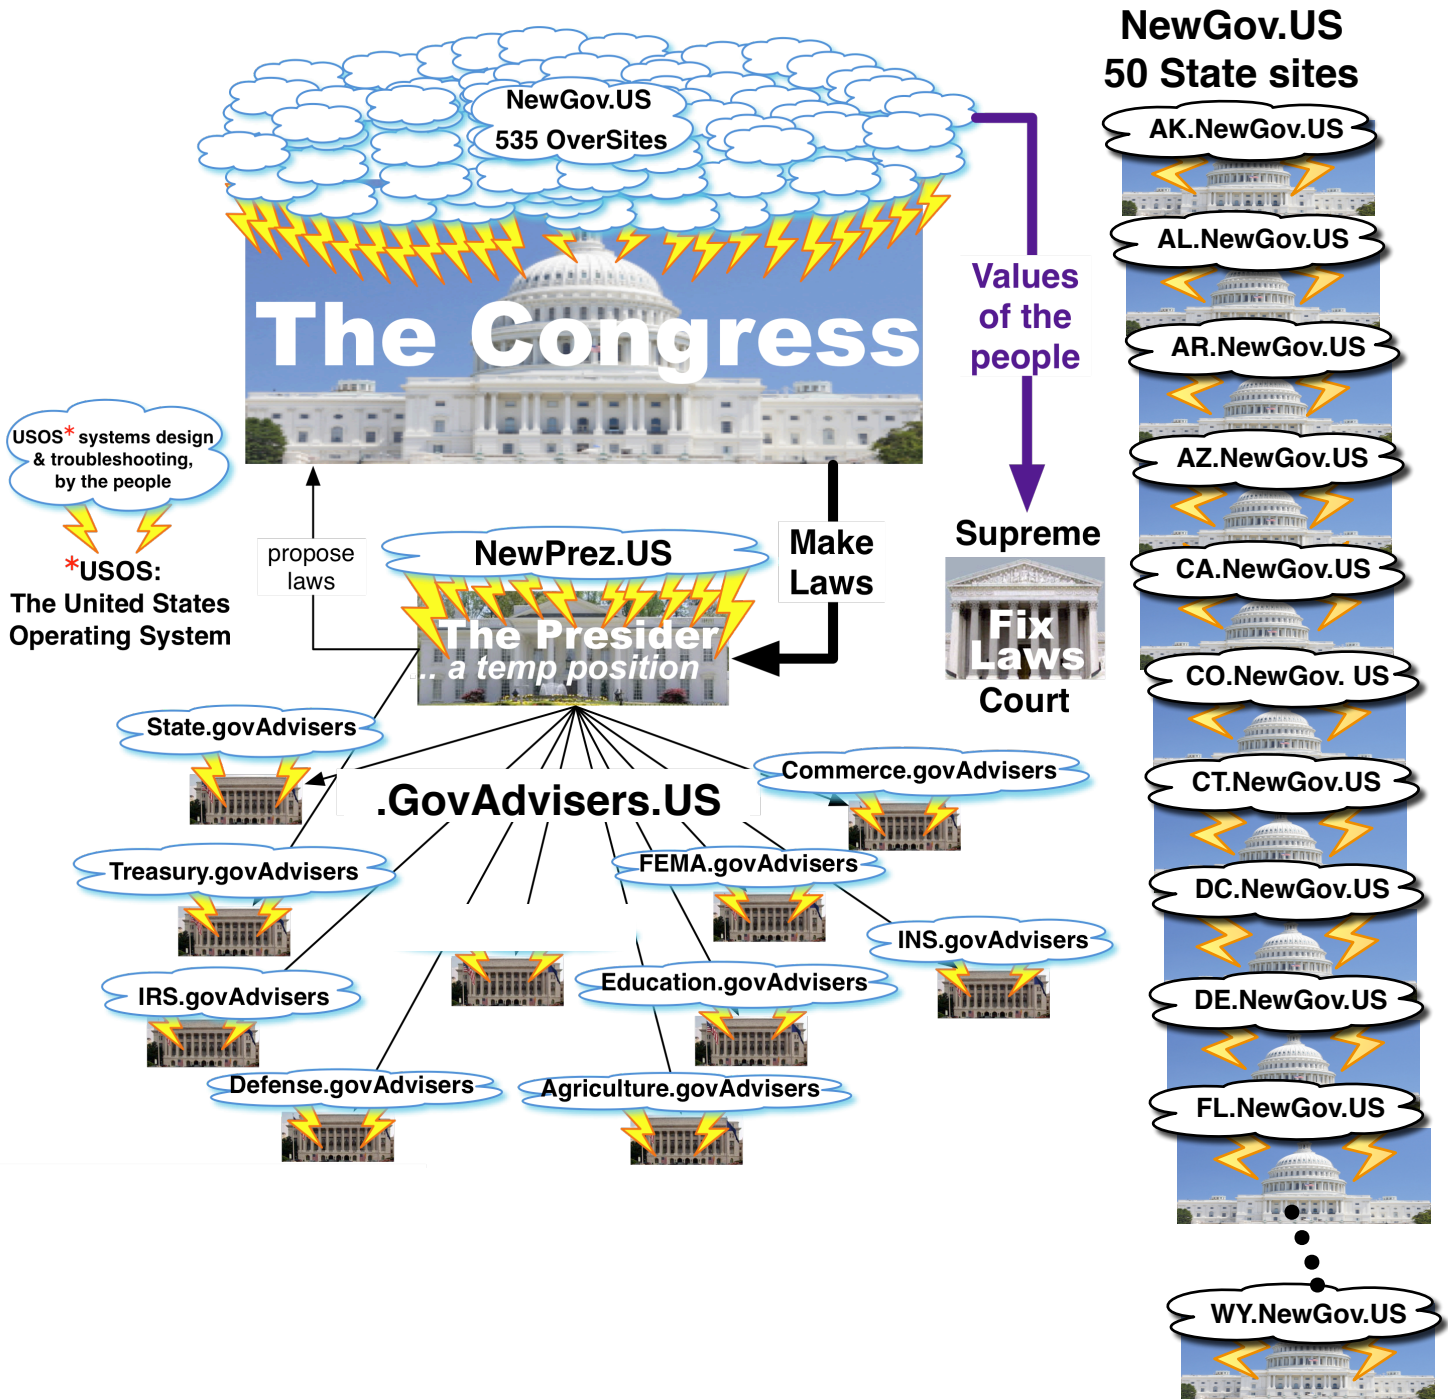 NewGov.US
50 State sites
NewGov.US
535 OverSites
The Congress
Values
of the
people
USOS* systems design
& troubleshooting,
by the people
*USOS:
The United States
Operating System
propose
laws
NewPrez.US
The Presider
... a temp position
Make
Laws
Supreme
Fix
Laws
Court
State.govAdvisers
.GovAdvisers.US
Commerce.govAdvisers
Treasury.govAdvisers
FEMA.govAdvisers
INS.govAdvisers
IRS.govAdvisers
Education.govAdvisers
Defense.govAdvisers
Agriculture.govAdvisers
AK.NewGov.US
AL.NewGov.US
AR.NewGov.US
AZ.NewGov.US
CA.NewGov.US
CO.NewGov. US
CT.NewGov.US
DC.NewGov.US
DE.NewGov.US
FL.NewGov.US
WY.NewGov.US